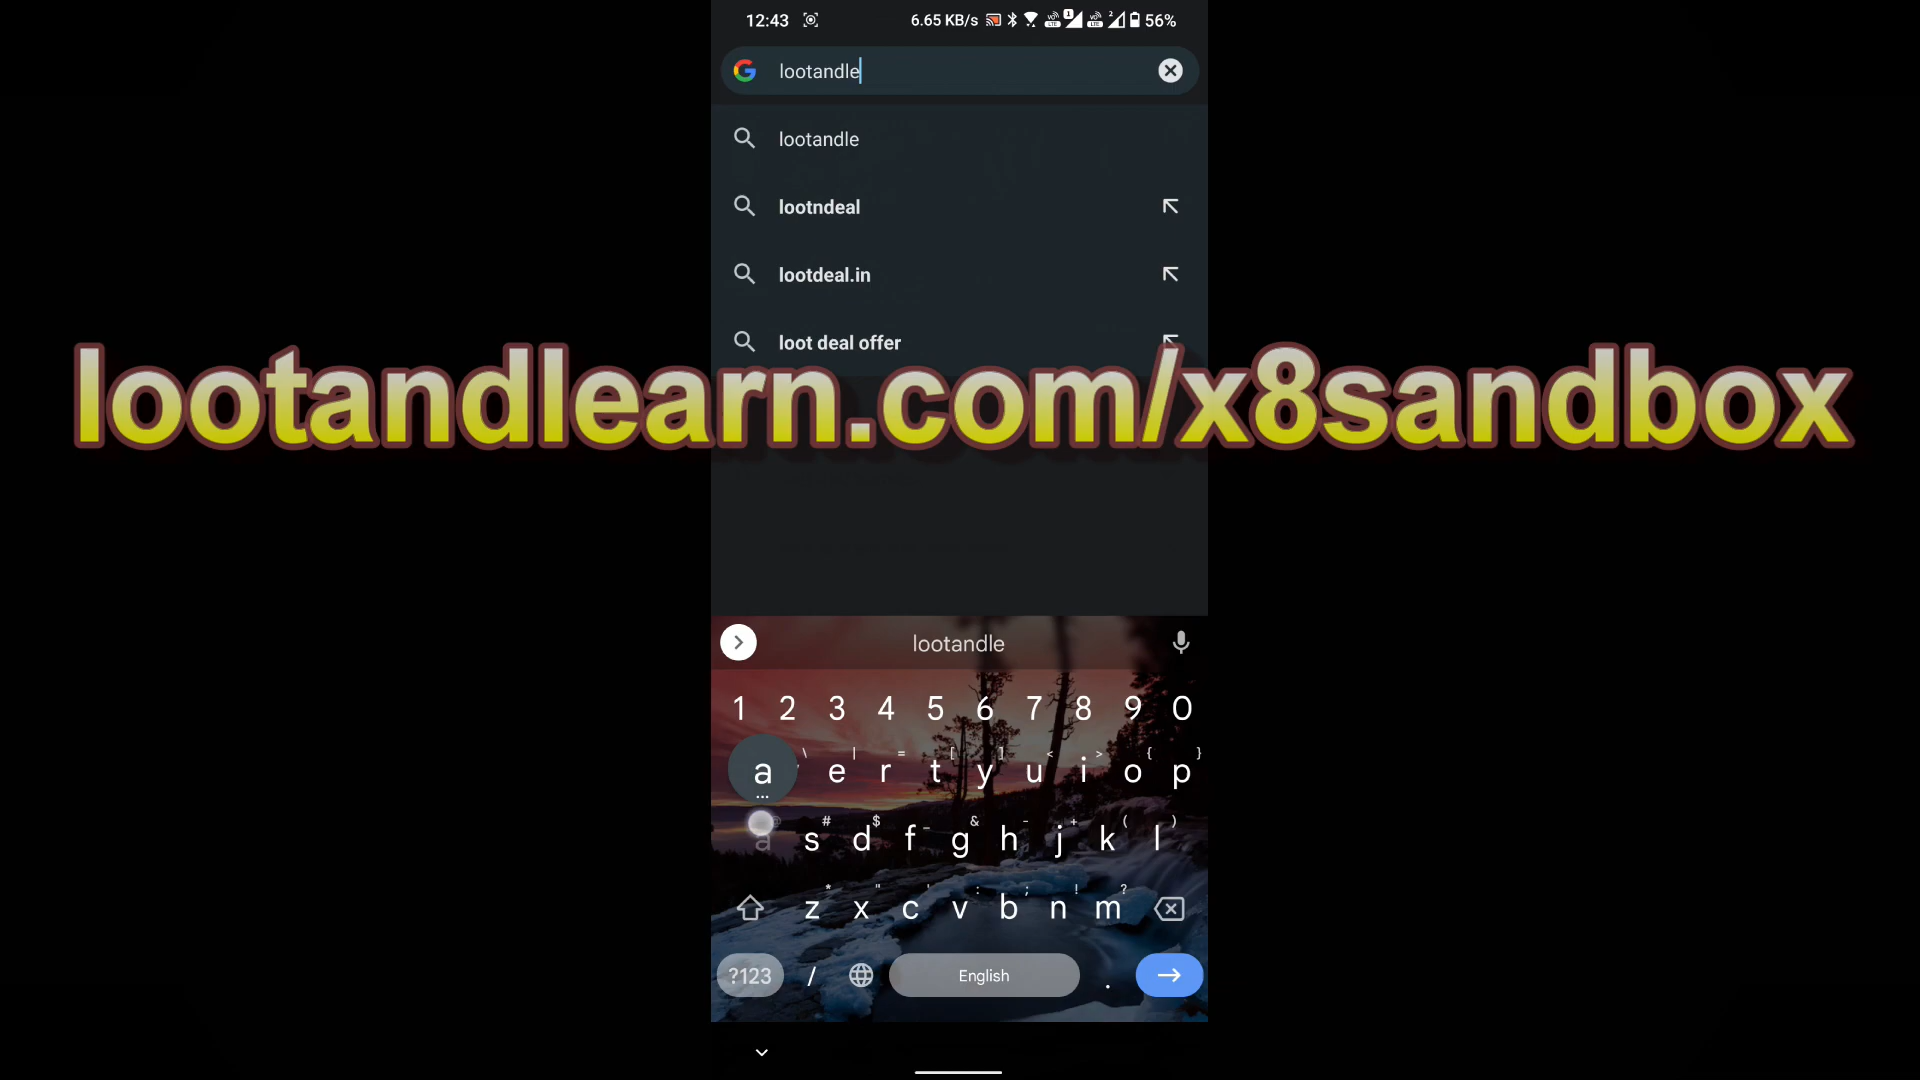 12:43 6.65 KB/s 56%
lootandle
lootandle
lootndeal
lootdeal.in
loot deal offer
lootandlearn.com/x8sandbox
lootandle
1 2 3 4 5 6 7 8 9 0
\ | = [ ] < > { }
a e r t y u i o p
@ # $ _ & - + ( )
a s d f g h j k l
* " ' : ; ! ?
z x c v b n m
?123 / English .